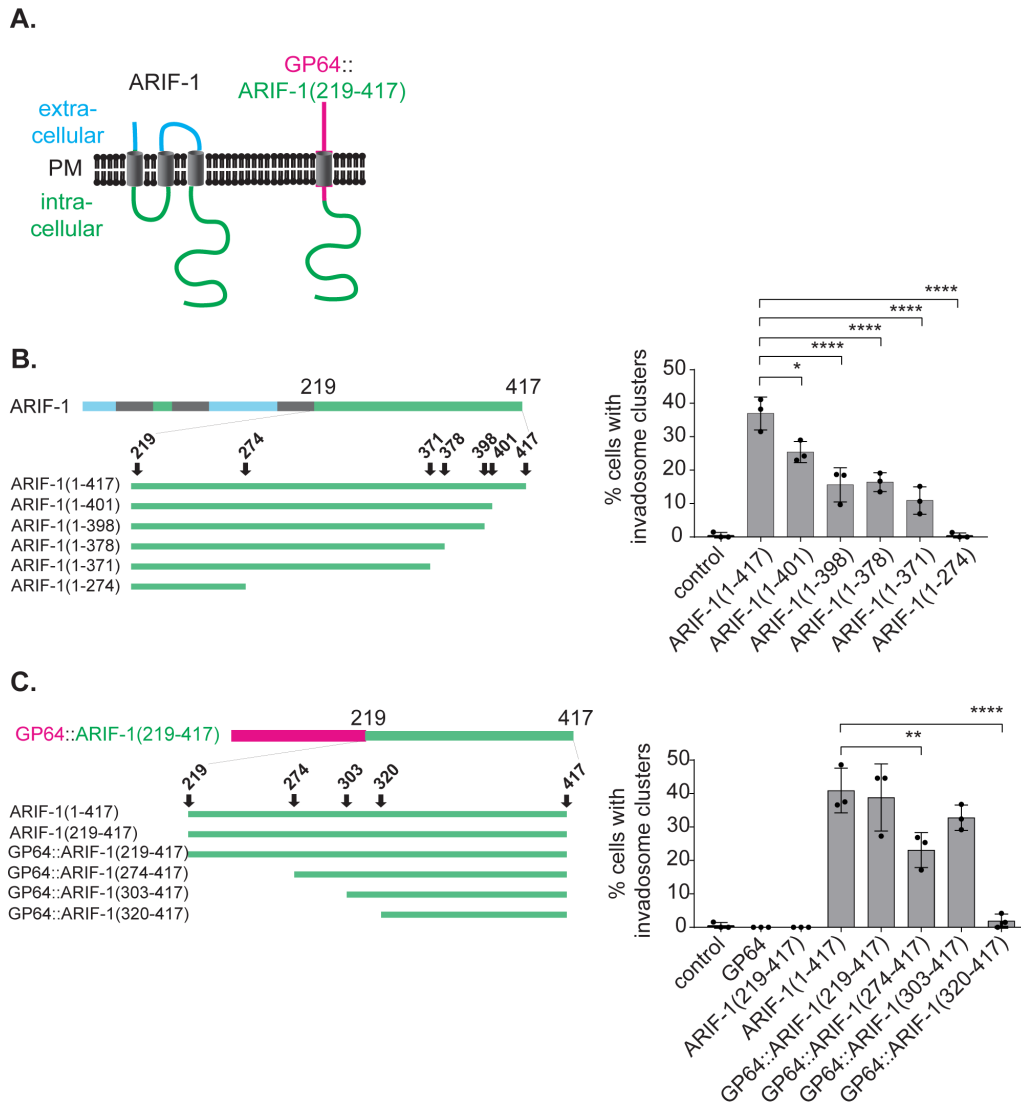 A.
GP64::
ARIF-1(219-417)
ARIF-1
extra-
cellular
PM
intra-
cellular
B.
219
417
ARIF-1
219
274
371
378
398
401
417
ARIF-1(1-417)
ARIF-1(1-401)
ARIF-1(1-398)
ARIF-1(1-378)
ARIF-1(1-371)
ARIF-1(1-274)
****
****
****
****
*
% cells with
invadosome clusters
50
40
30
20
10
0
control
ARIF-1(1-417)
ARIF-1(1-401)
ARIF-1(1-398)
ARIF-1(1-378)
ARIF-1(1-371)
ARIF-1(1-274)
C.
219
417
GP64::ARIF-1(219-417)
219
274
303
320
417
ARIF-1(1-417)
ARIF-1(219-417)
GP64::ARIF-1(219-417)
GP64::ARIF-1(274-417)
GP64::ARIF-1(303-417)
GP64::ARIF-1(320-417)
****
**
% cells with
invadosome clusters
50
40
30
20
10
0
control
GP64
ARIF-1(219-417)
ARIF-1(1-417)
GP64::ARIF-1(219-417)
GP64::ARIF-1(274-417)
GP64::ARIF-1(303-417)
GP64::ARIF-1(320-417)